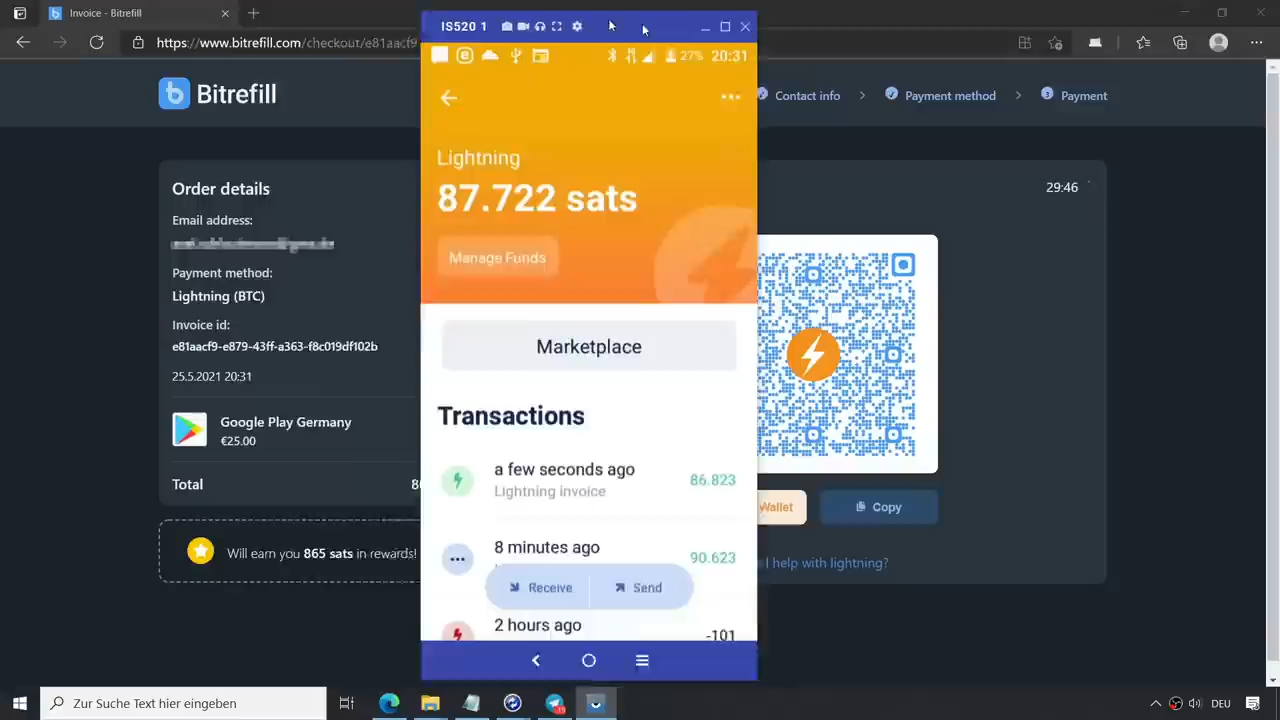 Invoice - Bitrefill
https://www.bitrefill.com/checkout/e81aacf9
Bitrefill
Contact info
Payment method
3
Payment
Order details
Email address:
Payment method:
Lightning (BTC)
Invoice id:
e81aacf9-e879-43ff-a363-f8c019df102b
20:31
Google Play Germany
€25.00
Total
Will earn you 865 sats in rewards!
IS520 1
27% 20:31
Lightning
87.722 sats
Manage Funds
Marketplace
Transactions
a few seconds ago
86.823
Lightning invoice
8 minutes ago
90.623
Receive
Send
2 hours ago
-101
29:46
Wallet
Copy
help with lightning?
Zur Suche Text hier eingeben
DEU